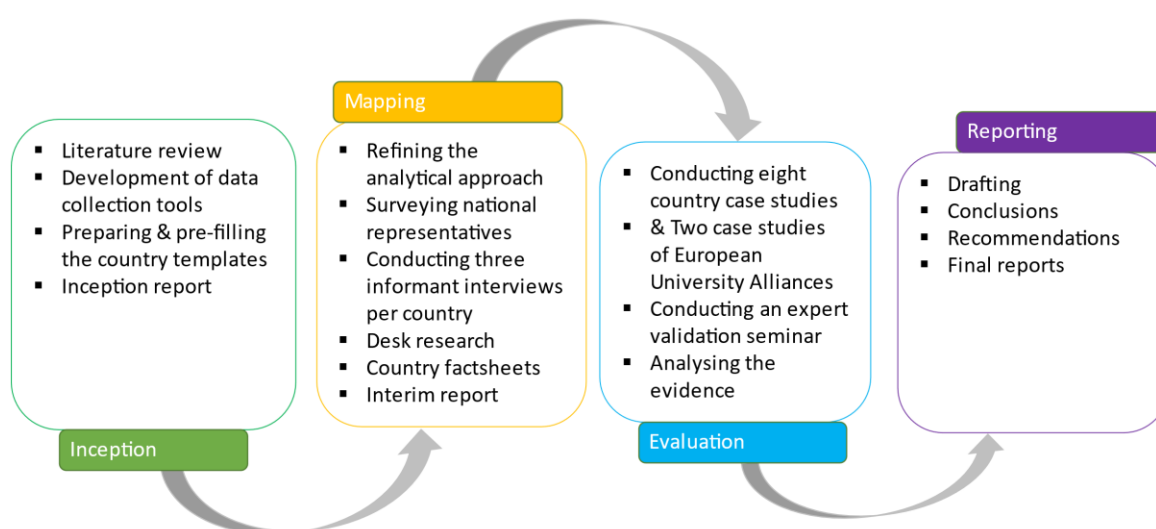 Inception
▪ Literature review
▪ Development of data
collection tools
▪ Preparing & pre-filling
the country templates
▪ Inception report
Mapping
▪ Refining the
analytical approach
▪ Surveying national
representatives
▪ Conducting three
informant interviews
per country
▪ Desk research
▪ Country factsheets
▪ Interim report
Evaluation
▪ Conducting eight
country case studies
▪ & Two case studies
of European
University Alliances
▪ Conducting an expert
validation seminar
▪ Analysing the
evidence
Reporting
▪ Drafting
▪ Conclusions
▪ Recommendations
▪ Final reports